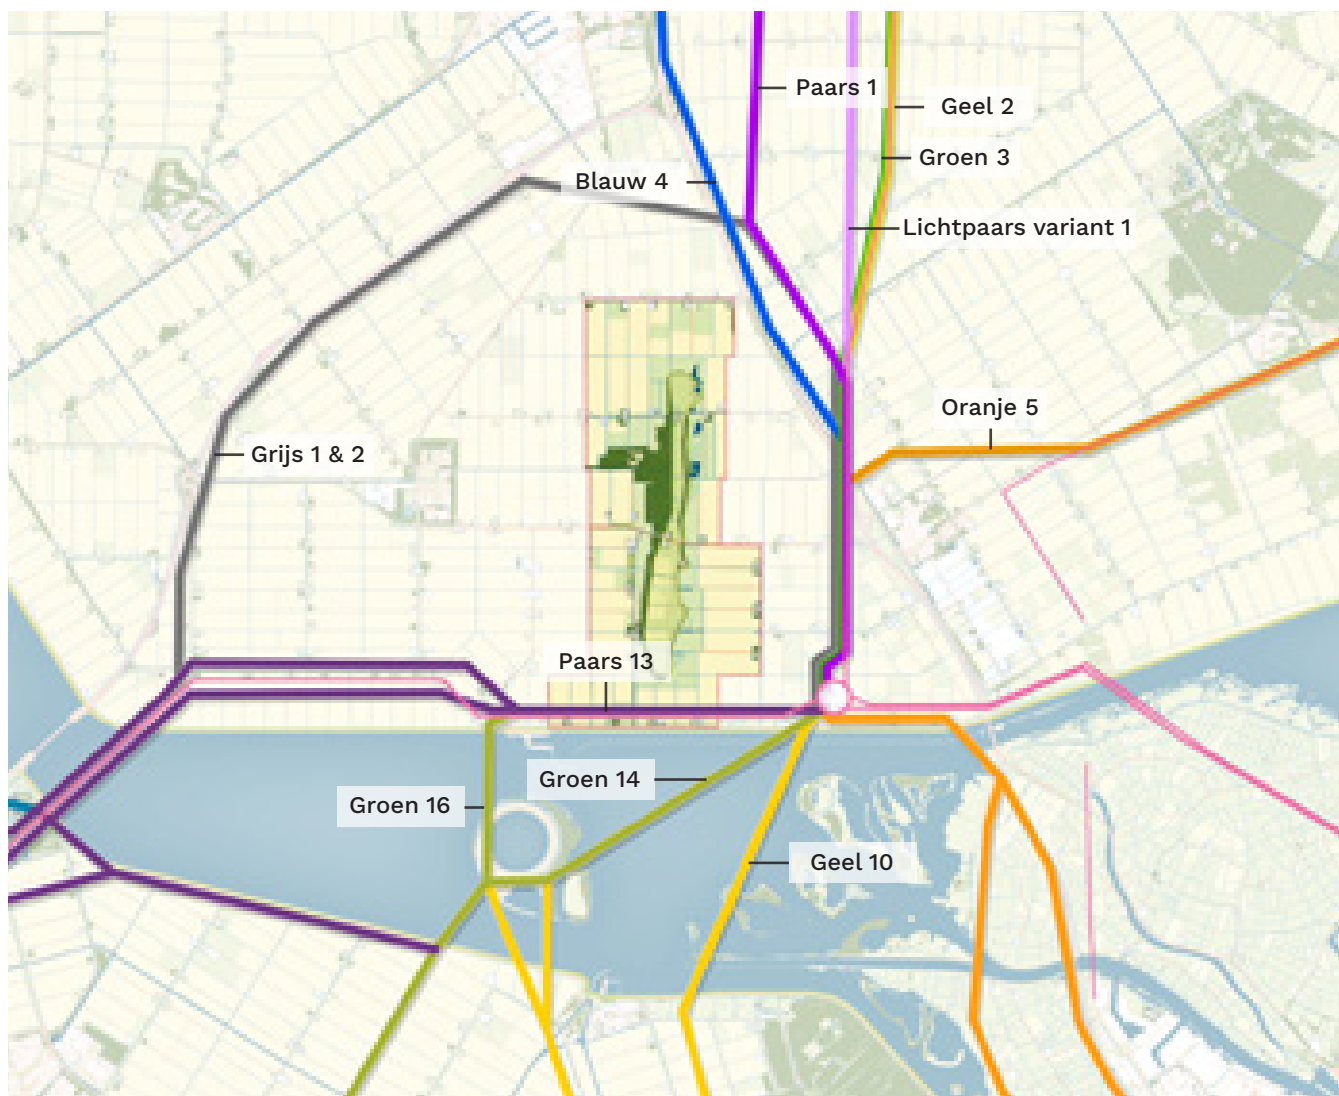 Paars 1
Geel 2
Groen 3
Blauw 4
Lichtpaars variant 1
Oranje 5
Grijs 1 & 2
Paars 13
Groen 14
Groen 16
Geel 10